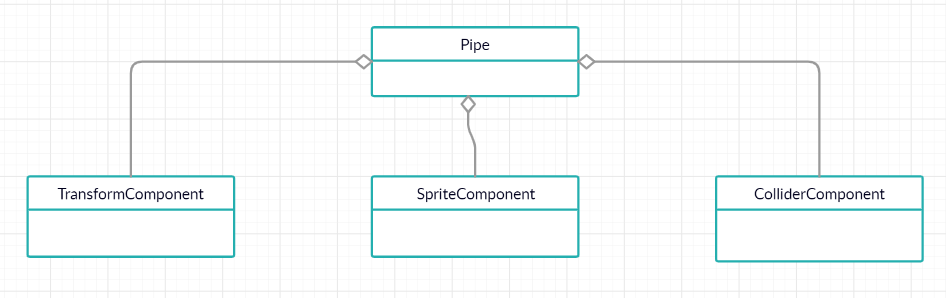 Pipe
TransformComponent
SpriteComponent
ColliderComponent